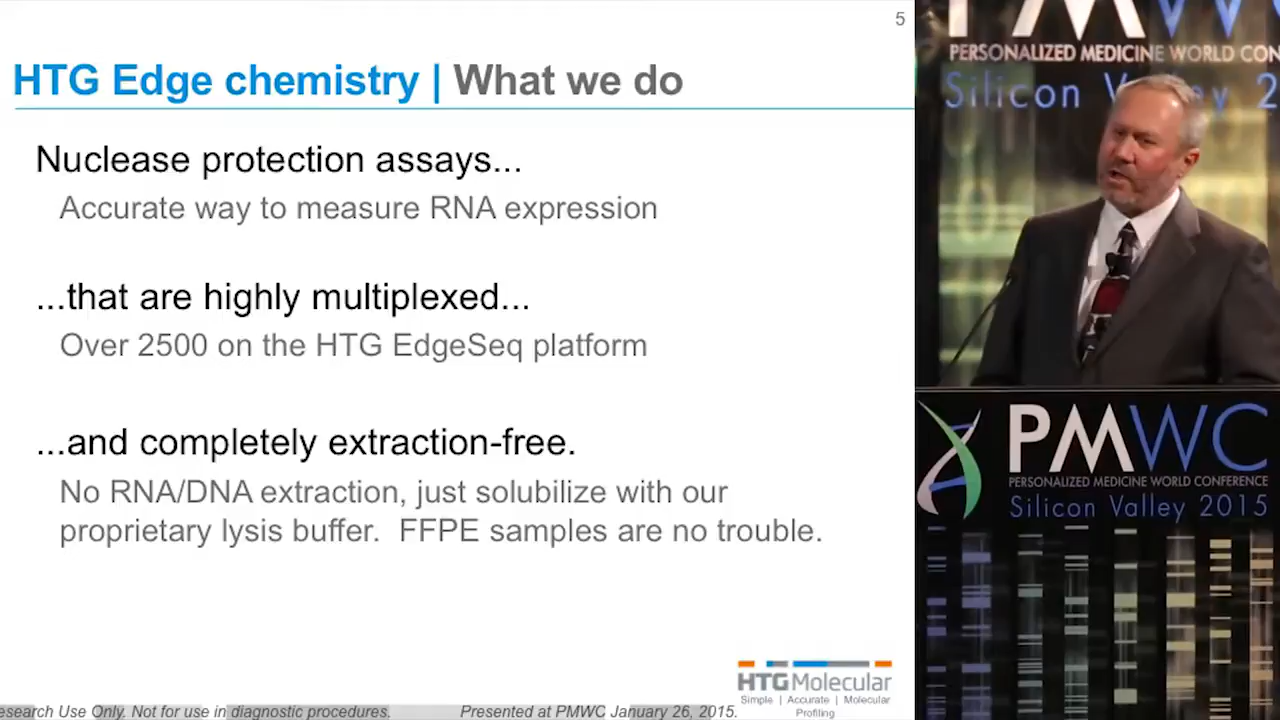 5
HTG Edge chemistry | What we do
Nuclease protection assays...
Accurate way to measure RNA expression
...that are highly multiplexed...
Over 2500 on the HTG EdgeSeq platform
...and completely extraction-free.
No RNA/DNA extraction, just solubilize with our
proprietary lysis buffer.  FFPE samples are no trouble.
HTGMolecular
Simple | Accurate | Molecular
Profiling
Use Only. Not for use in diagnostic procedures.
Presented at PMWC January 26, 2015.
PMWC
PERSONALIZED MEDICINE WORLD
Silicon
PMWC
PERSONALIZED MEDICINE WORLD CONFERENCE
Silicon Valley 2015